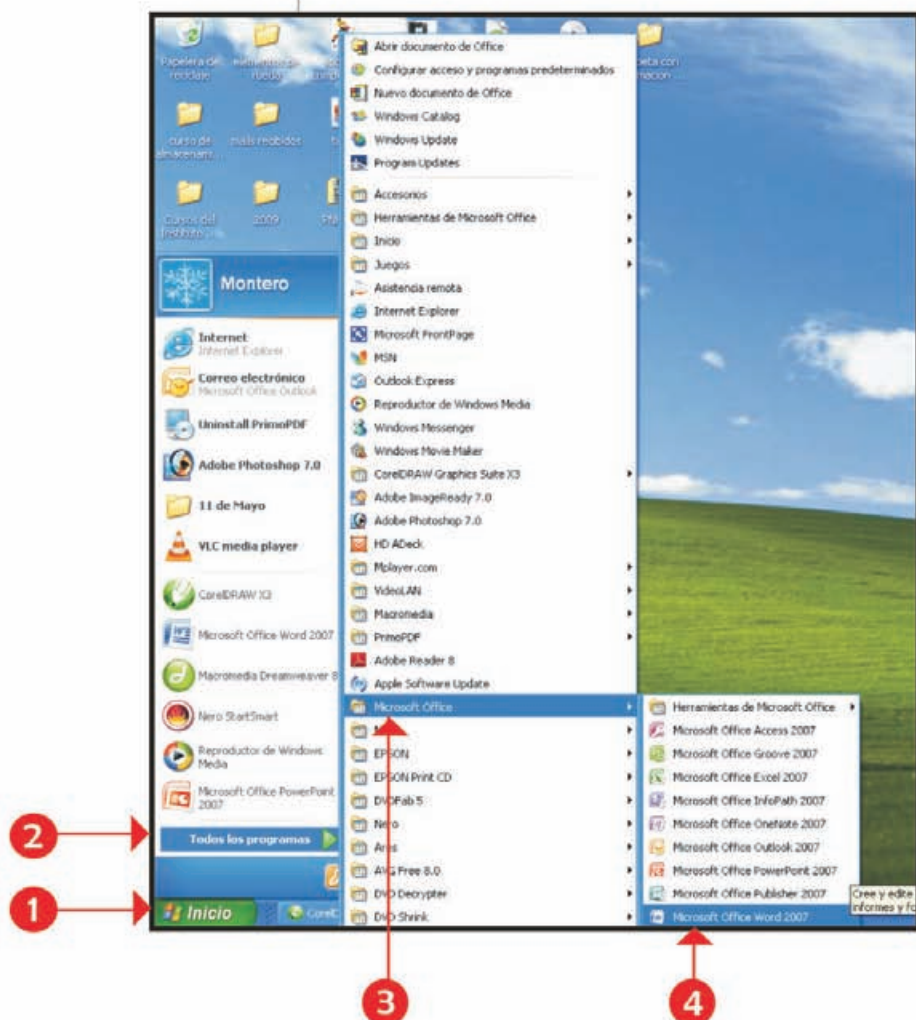 Papelera de
reciclaje
curso de
almacenami...
mails recibidos
Cursos del
Instituto ...
2009
Montero
Internet
Internet Explorer
Correo electrónico
Microsoft Office Outlook
Uninstall PrimoPDF
Adobe Photoshop 7.0
11 de Mayo
VLC media player
CorelDRAW X3
Microsoft Office Word 2007
Macromedia Dreamweaver 8
Nero StartSmart
Reproductor de Windows
Media
Microsoft Office PowerPoint
2007
Todos los programas
Inicio
Abrir documento de Office
Configurar acceso y programas predeterminados
Nuevo documento de Office
Windows Catalog
Windows Update
Program Updates
Accesorios
Herramientas de Microsoft Office
Inicio
Juegos
Asistencia remota
Internet Explorer
Microsoft FrontPage
MSN
Outlook Express
Reproductor de Windows Media
Windows Messenger
Windows Movie Maker
CorelDRAW Graphics Suite X3
Adobe ImageReady 7.0
Adobe Photoshop 7.0
HD ADeck
Mplayer.com
VideoLAN
Macromedia
PrimoPDF
Adobe Reader 8
Apple Software Update
Microsoft Office
EPSON
EPSON Print CD
DVDFab 5
Nero
Ares
AVG Free 8.0
DVD Decrypter
DVD Shrink
Herramientas de Microsoft Office
Microsoft Office Access 2007
Microsoft Office Groove 2007
Microsoft Office Excel 2007
Microsoft Office InfoPath 2007
Microsoft Office OneNote 2007
Microsoft Office Outlook 2007
Microsoft Office PowerPoint 2007
Microsoft Office Publisher 2007
Microsoft Office Word 2007
Cree y edite
informes y fo
2
1
3
4